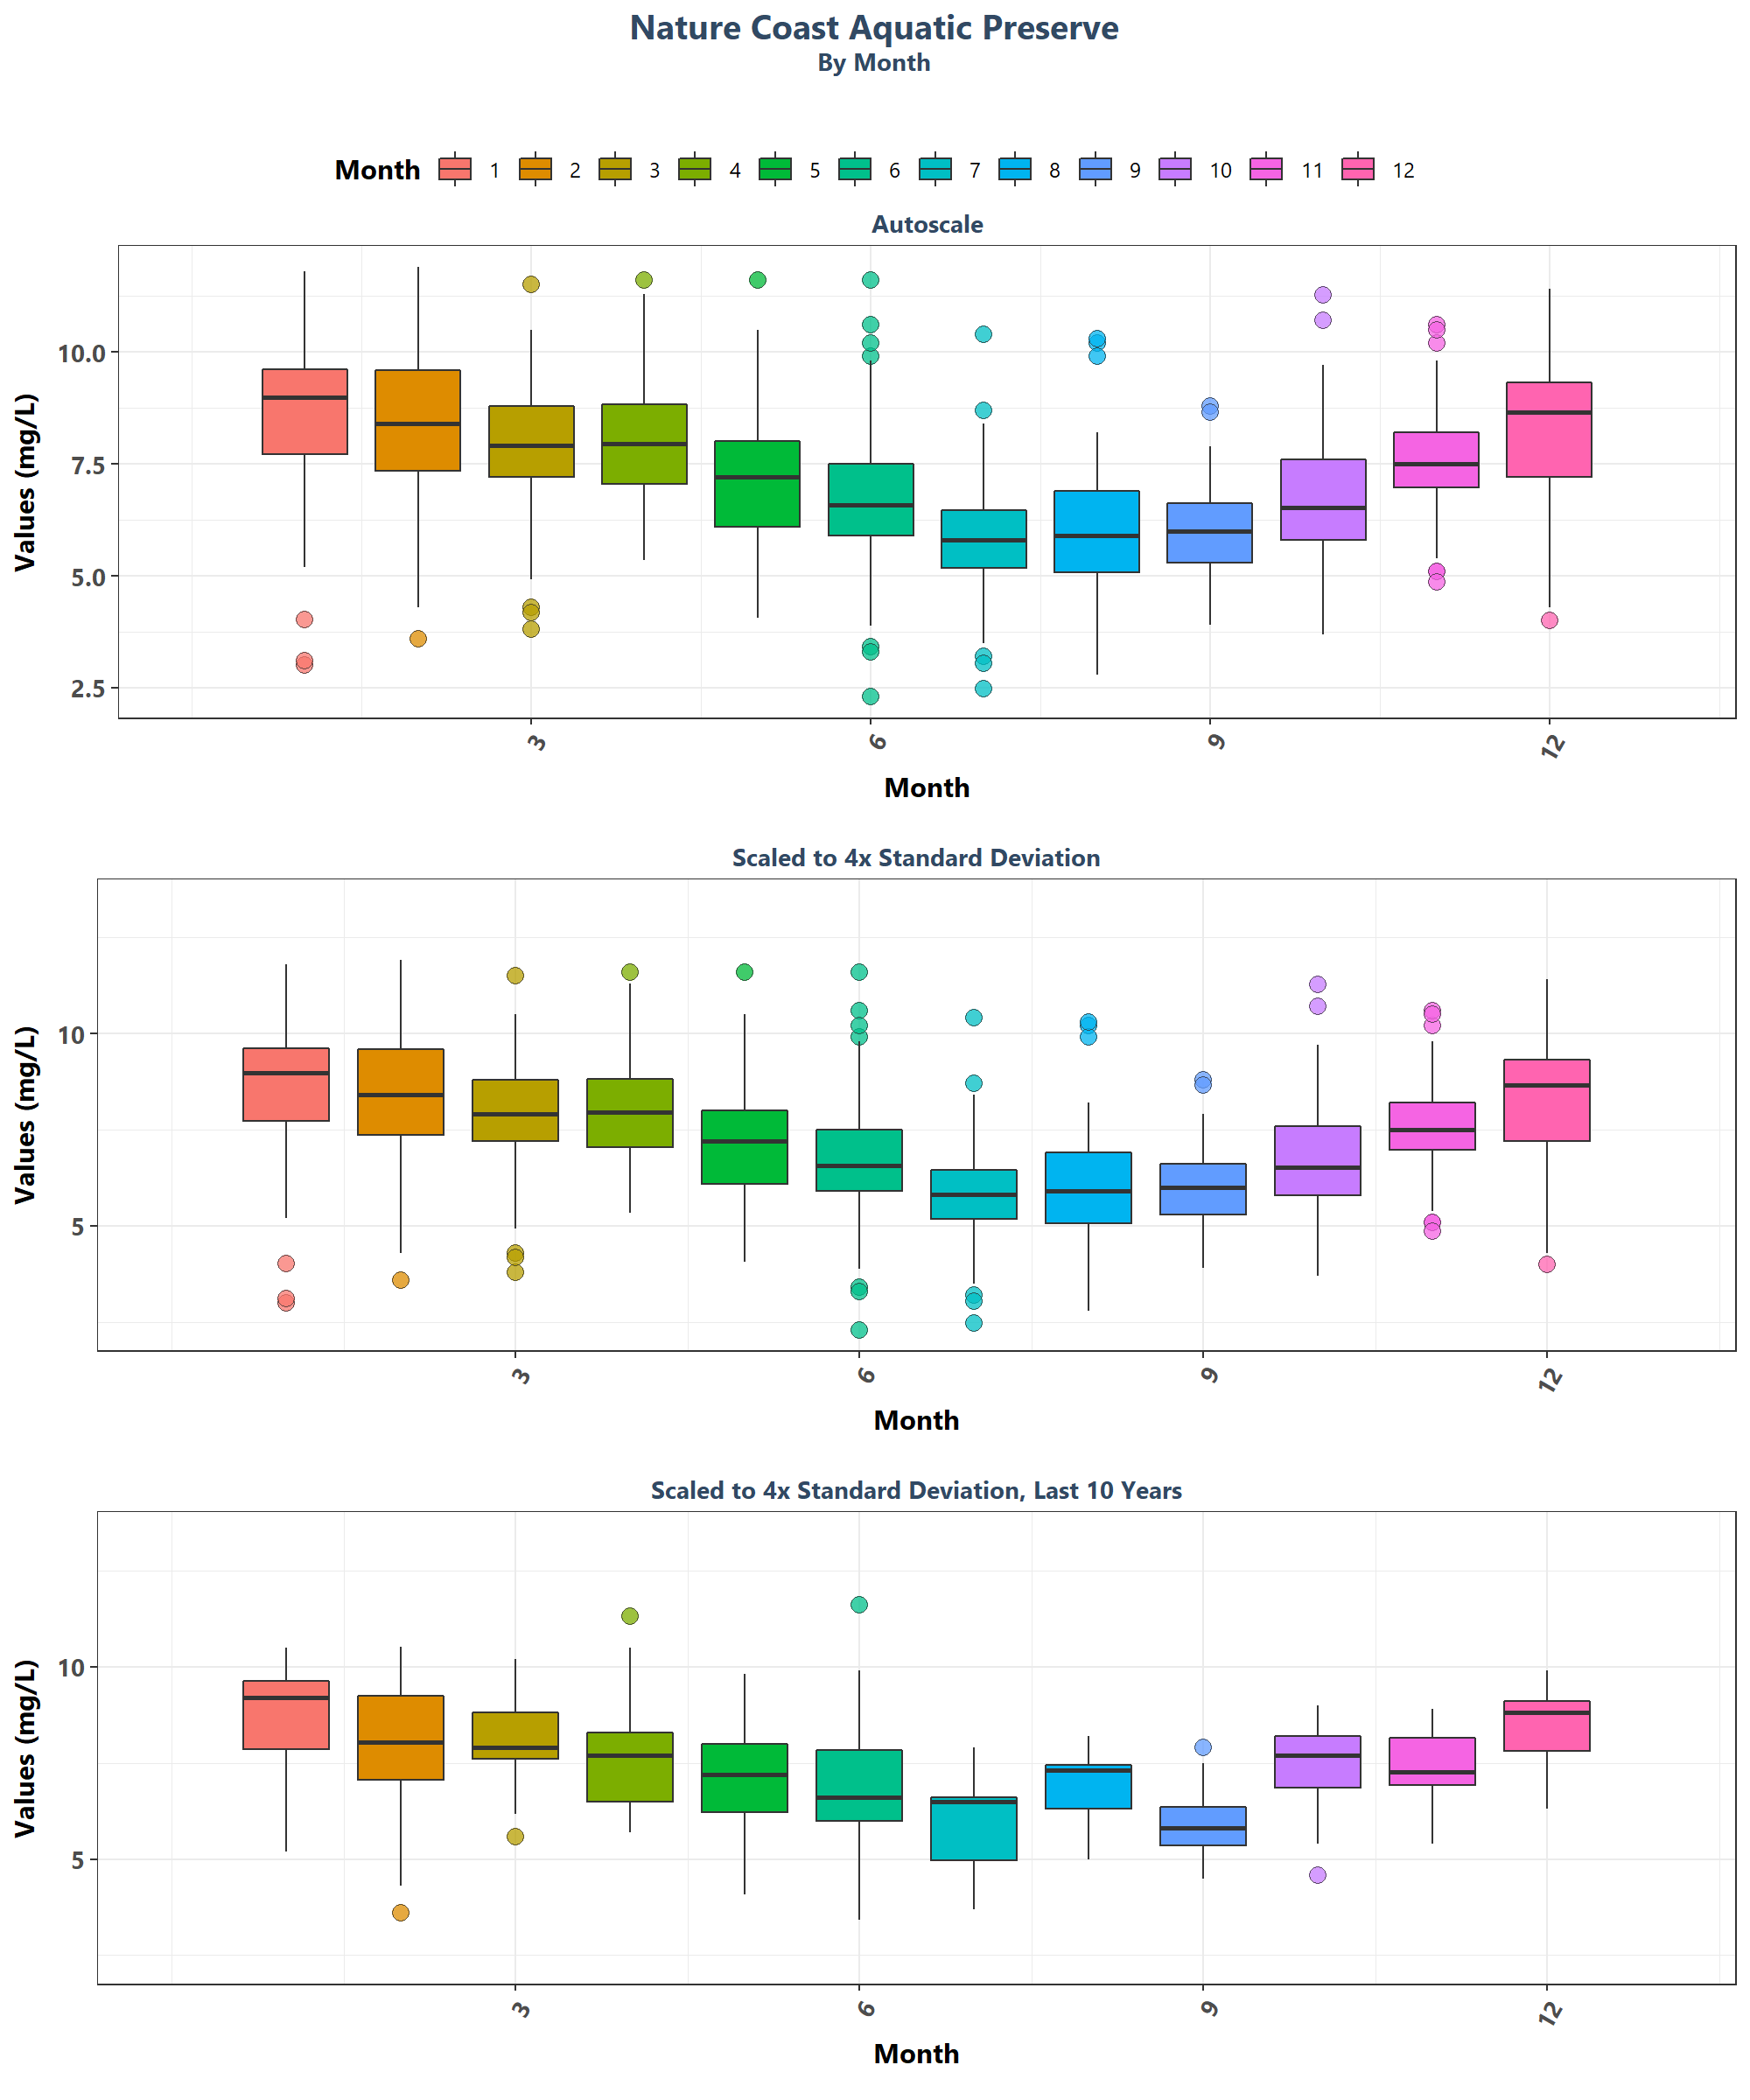 Nature Coast Aquatic Preserve
By Month
Month 1 2 3 4 5 6 7 8 9 10 11 12
Autoscale
Values (mg/L)
10.0
7.5
5.0
2.5
3 6 9 12
Month
Scaled to 4x Standard Deviation
Values (mg/L)
10
5
3 6 9 12
Month
Scaled to 4x Standard Deviation, Last 10 Years
Values (mg/L)
10
5
3 6 9 12
Month